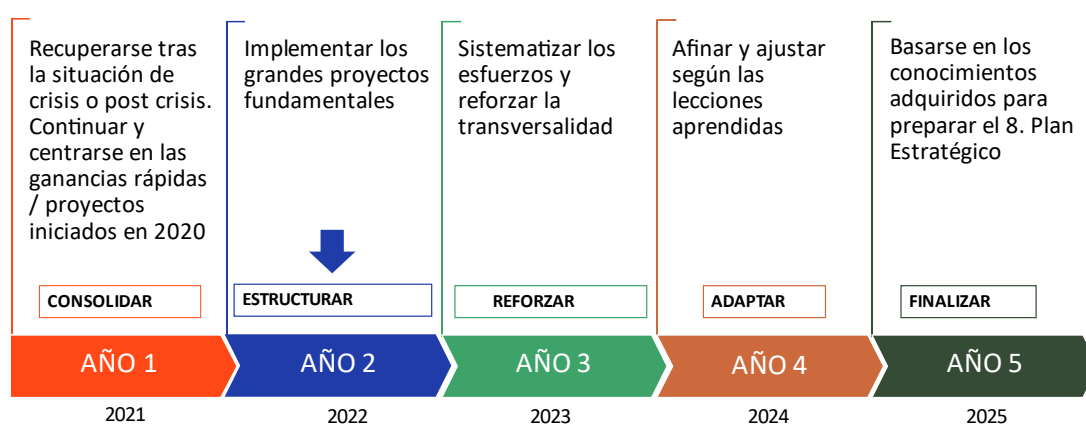 Recuperarse tras
la situación de
crisis o post crisis.
Continuar y
centrarse en las
ganancias rápidas
/ proyectos
iniciados en 2020
Implementar los
grandes proyectos
fundamentales
Sistematizar los
esfuerzos y
reforzar la
transversalidad
Afinar y ajustar
según las
lecciones
aprendidas
Basarse en los
conocimientos
adquiridos para
preparar el 8. Plan
Estratégico
CONSOLIDAR
ESTRUCTURAR
REFORZAR
ADAPTAR
FINALIZAR
AÑO 1
AÑO 2
AÑO 3
AÑO 4
AÑO 5
2021
2022
2023
2024
2025